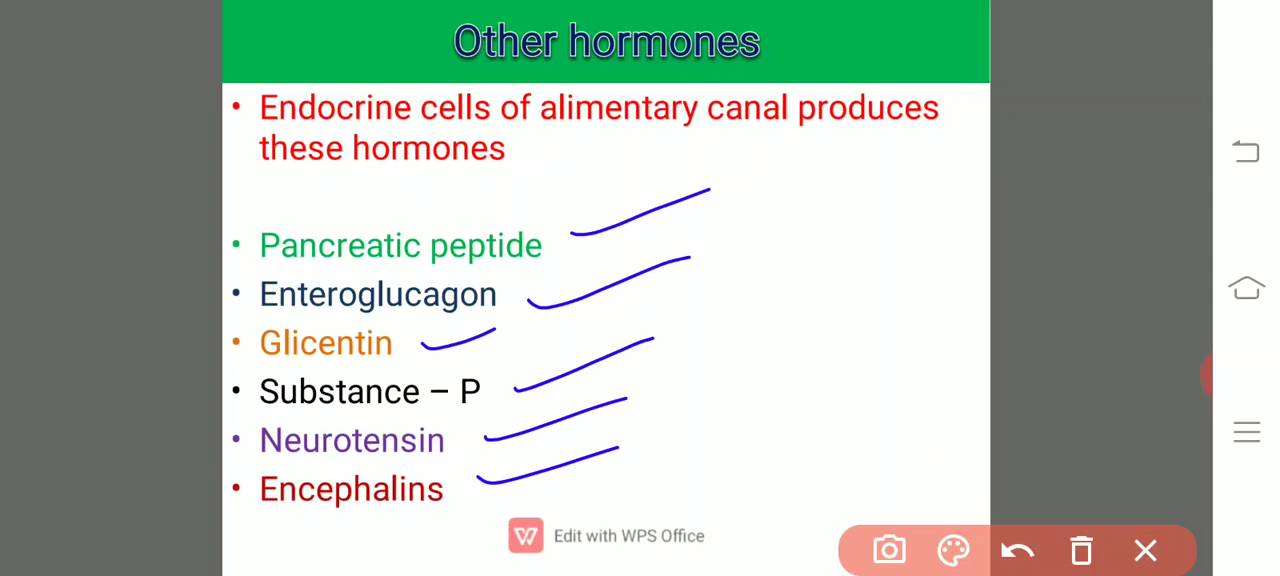 Other hormones
• Endocrine cells of alimentary canal produces
these hormones
• Pancreatic peptide
• Enteroglucagon
• Glicentin
• Substance – P
• Neurotensin
• Encephalins
Edit with WPS Office